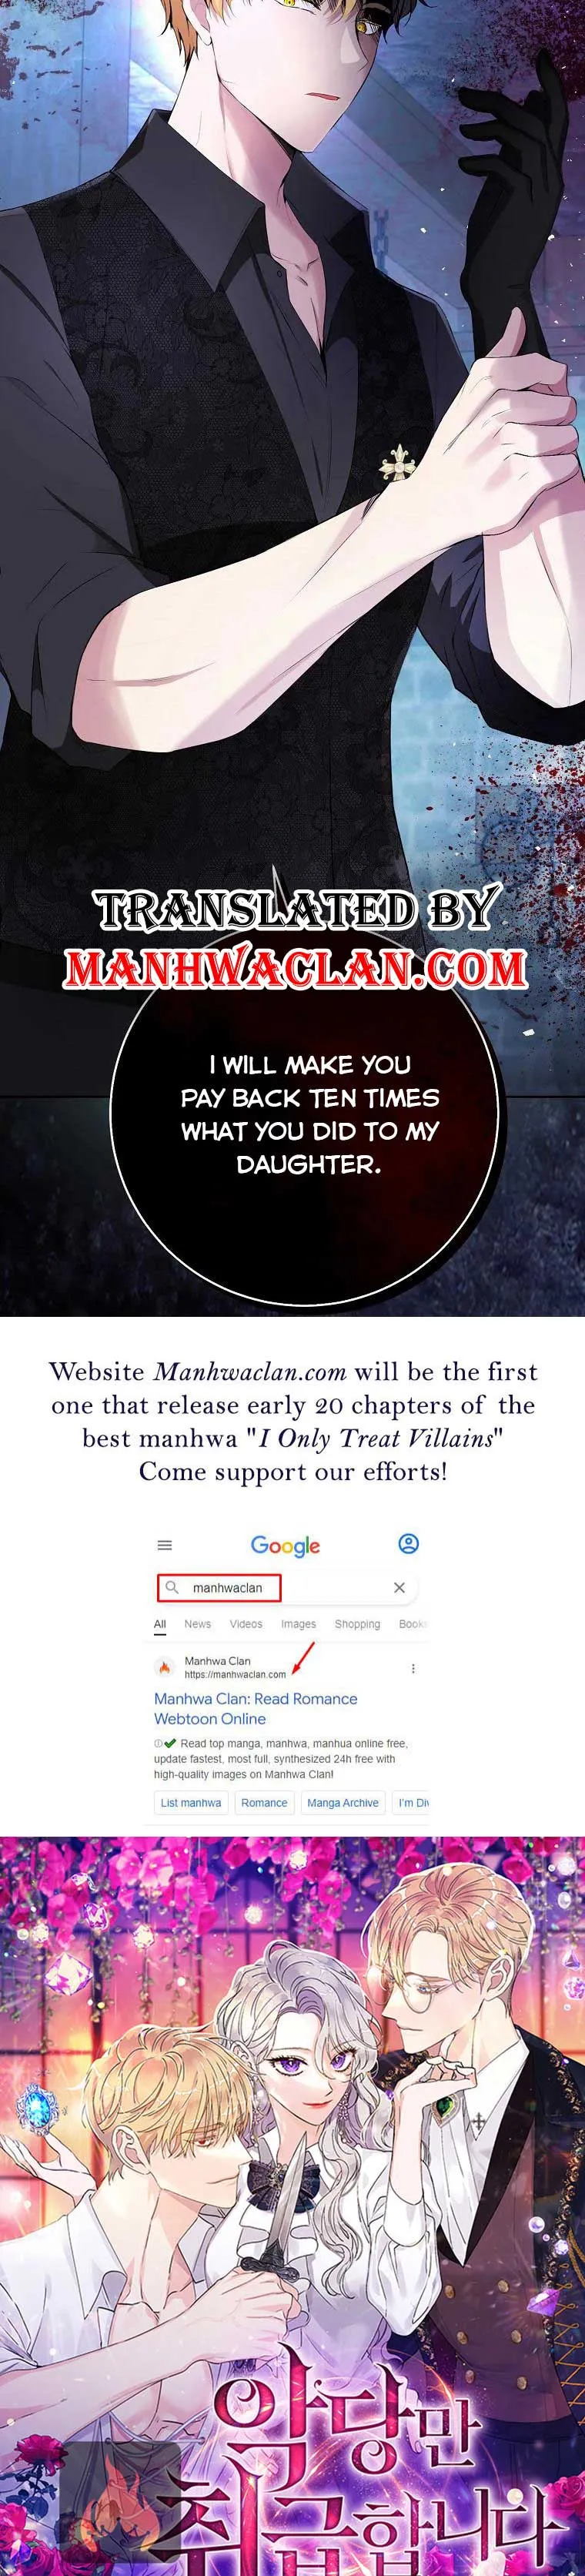 TRANSLATED BY
MANHWACLAN.COM
I WILL MAKE YOU
PAY BACK TEN TIMES
WHAT YOU DID TO MY
DAUGHTER.
Website Manhwaclan.com will be the first
one that release early 20 chapters of the
best manhwa "I Only Treat Villains"
Come support our efforts!
Google
manhwaclan
All News Videos Images Shopping Books
Manhwa Clan
https://manhwaclan.com
Manhwa Clan: Read Romance
Webtoon Online
Read top manga, manhwa, manhua online free,
update fastest, most full, synthesized 24h free with
high-quality images on Manhwa Clan!
List manhwa Romance Manga Archive I'm
악당만
취급합니다